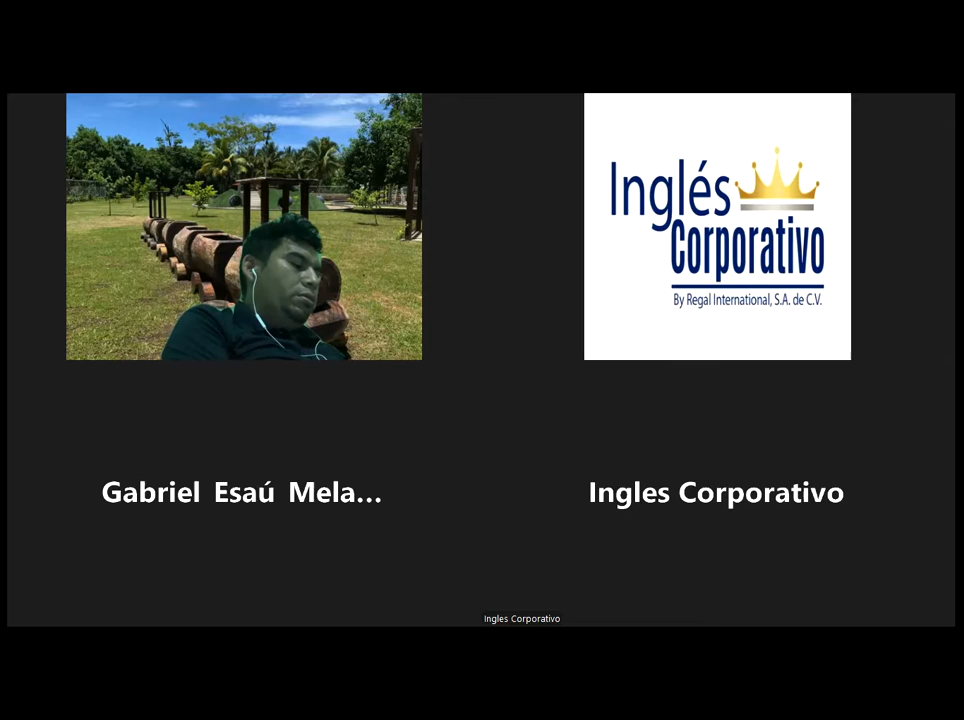 Inglés
Corporativo
By Regal International, S.A. de C.V.
Gabriel Esaú Mela...
Ingles Corporativo
Ingles Corporativo